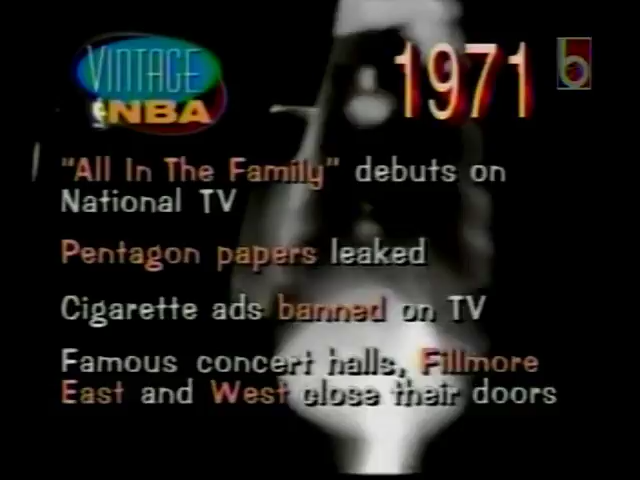 VINTAGE
NBA
1971
b
"All In The Family" debuts on
National TV
Pentagon papers leaked
Cigarette ads banned on TV
Famous concert halls, Fillmore
East and West close their doors